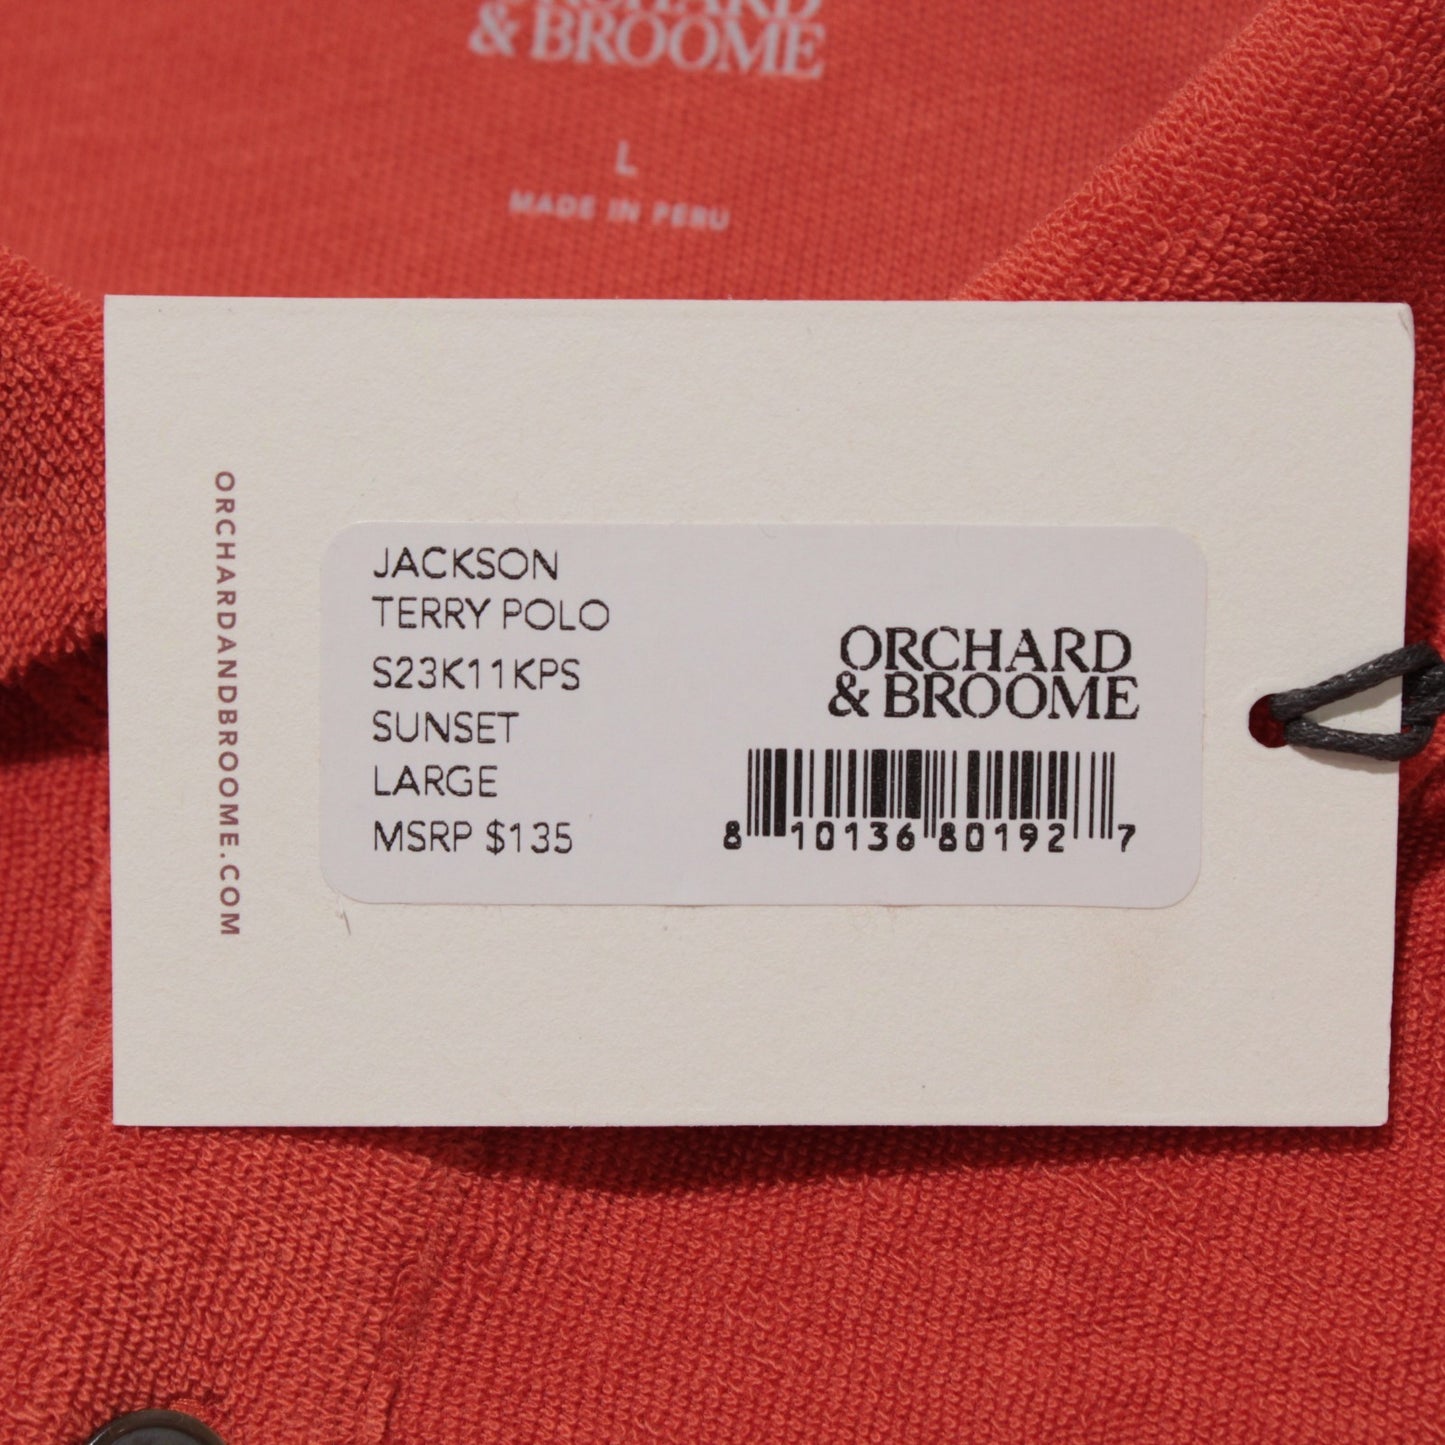 ORCHARD
& BROOME
L
MADE IN PERU
ORCHARDANDBROOME.COM
JACKSON
TERRY POLO
S23K11KPS
SUNSET
LARGE
MSRP $135
ORCHARD
& BROOME
8 10136 80192 7